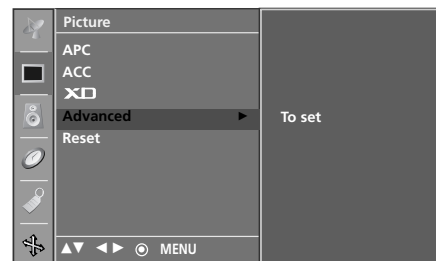 Picture
APC
ACC
XD
Advanced ► To set
Reset
▲▼ ◄► ◉ MENU